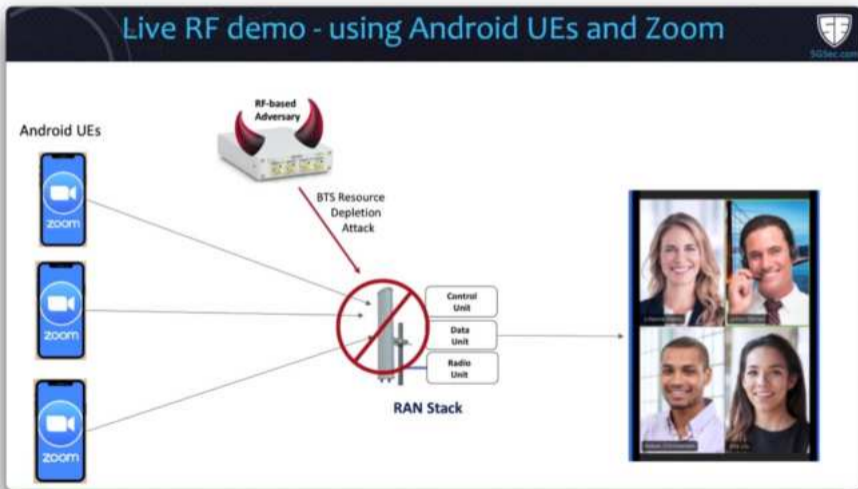 Live RF demo - using Android UEs and Zoom
SGSec.com
RF-based
Adversary
Android UEs
zoom
BTS Resource
Depletion
Attack
zoom
Control
Unit
Data
Unit
Radio
Unit
RAN Stack
zoom